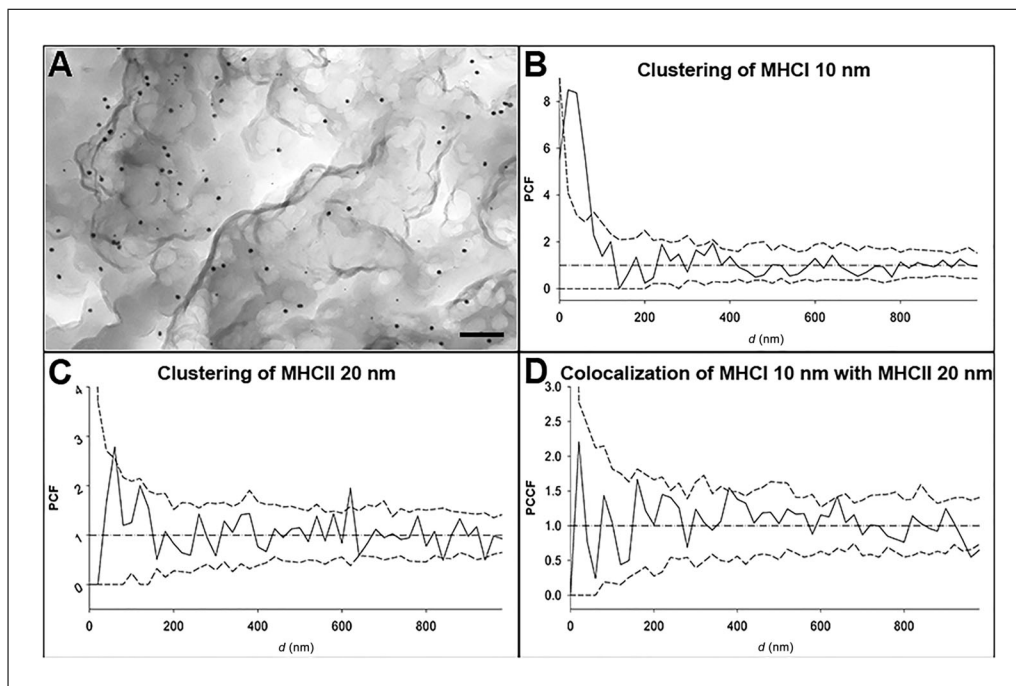 A
B
Clustering of MHCI 10 nm
8
6
4
2
0
PCF
0 200 400 600 800
d (nm)
C
Clustering of MHCII 20 nm
4
3
2
1
0
PCF
0 200 400 600 800
d (nm)
D
Colocalization of MHCI 10 nm with MHCII 20 nm
3.0
2.5
2.0
1.5
1.0
0.5
0.0
PCCF
0 200 400 600 800
d (nm)